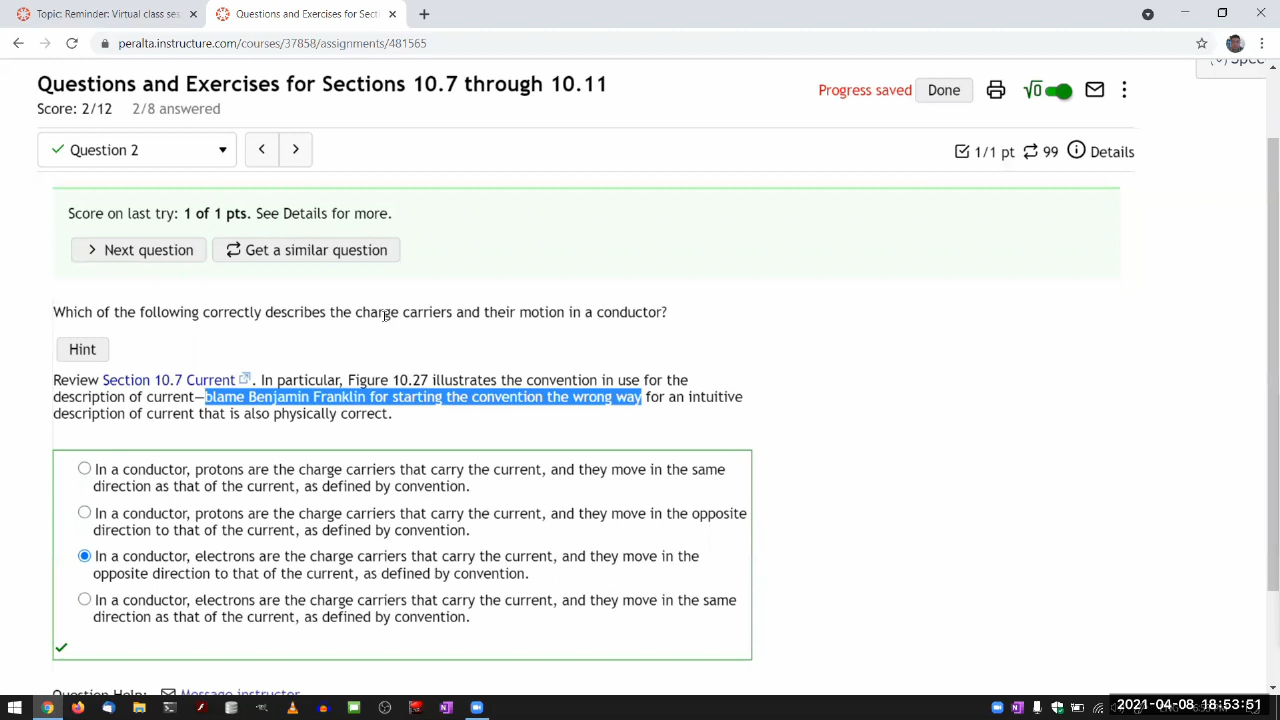 Topic: Reminder: Virtual class ses
Questions and Exercises for Sect
peralta.instructure.com/courses/37858/assignments/481565
Questions and Exercises for Sections 10.7 through 10.11
Score: 2/12 2/8 answered
Progress saved Done √0
Question 2
1/1 pt 99 Details
Score on last try: 1 of 1 pts. See Details for more.
Next question Get a similar question
Which of the following correctly describes the charge carriers and their motion in a conductor?
Hint
Review Section 10.7 Current. In particular, Figure 10.27 illustrates the convention in use for the
description of current—blame Benjamin Franklin for starting the convention the wrong way for an intuitive
description of current that is also physically correct.
In a conductor, protons are the charge carriers that carry the current, and they move in the same
direction as that of the current, as defined by convention.
In a conductor, protons are the charge carriers that carry the current, and they move in the opposite
direction to that of the current, as defined by convention.
In a conductor, electrons are the charge carriers that carry the current, and they move in the
opposite direction to that of the current, as defined by convention.
In a conductor, electrons are the charge carriers that carry the current, and they move in the same
direction as that of the current, as defined by convention.
Question Help: Message instructor
2021-04-08 18:53:51